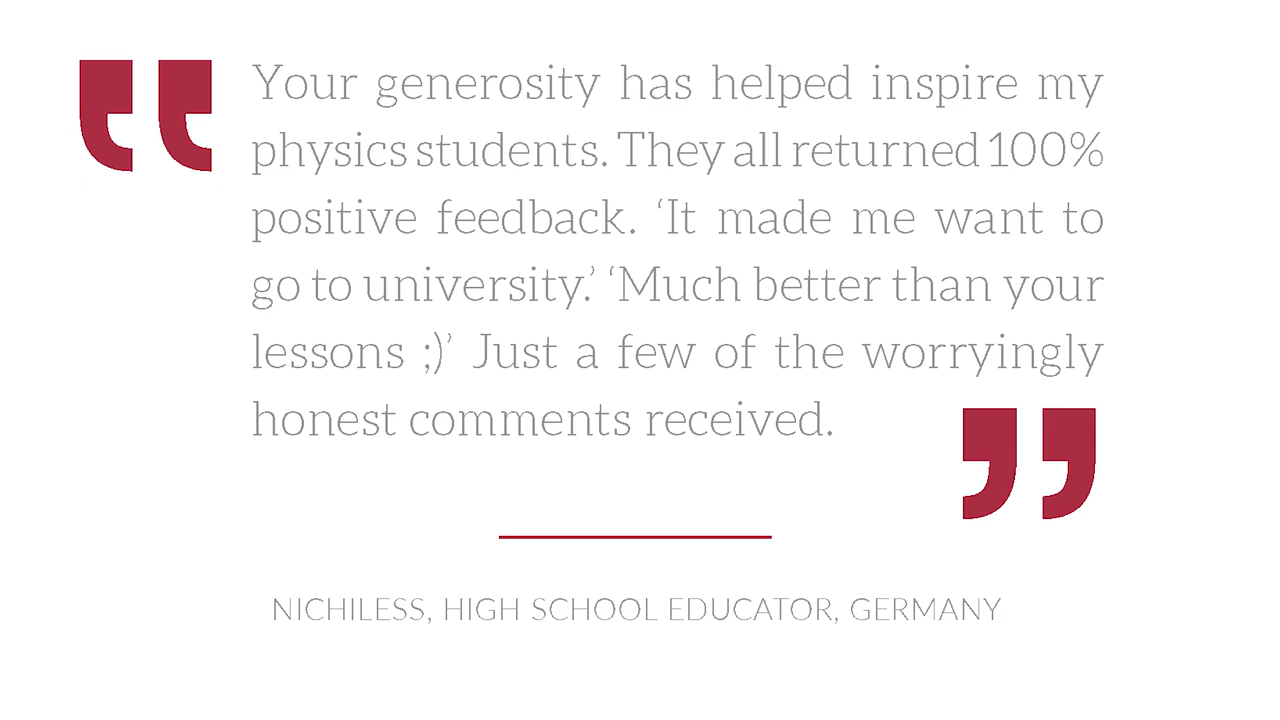 Your generosity has helped inspire my
physics students. They all returned 100%
positive feedback. ‘It made me want to
go to university.’ ‘Much better than your
lessons ;)’ Just a few of the worryingly
honest comments received.
NICHILESS, HIGH SCHOOL EDUCATOR, GERMANY